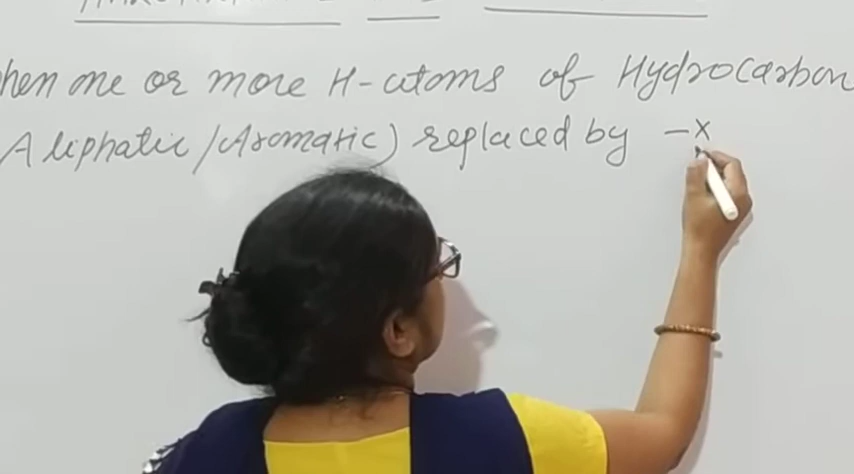 hen one or more H-atoms of Hydrocarbon
Aliphatic/(Aromatic) replaced by -X